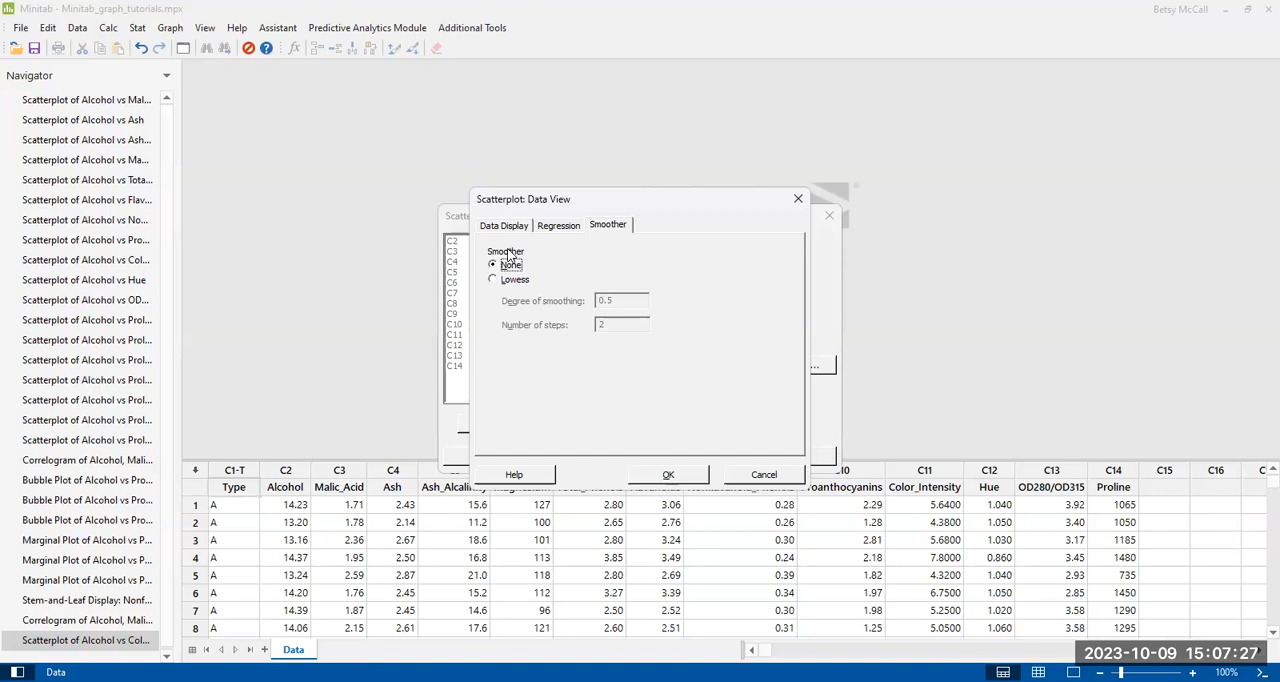 Minitab - Minitab_graph_tutorials.mpx
Betsy McCall
File Edit Data Calc Stat Graph View Help Assistant Predictive Analytics Module Additional Tools
Navigator
Scatterplot of Alcohol vs Mal...
Scatterplot of Alcohol vs Ash
Scatterplot of Alcohol vs Ash...
Scatterplot of Alcohol vs Ma...
Scatterplot of Alcohol vs Tota...
Scatterplot of Alcohol vs Flav...
Scatterplot of Alcohol vs No...
Scatterplot of Alcohol vs Pro...
Scatterplot of Alcohol vs Col...
Scatterplot of Alcohol vs Hue
Scatterplot of Alcohol vs OD...
Scatterplot of Alcohol vs Prol...
Scatterplot of Alcohol vs Prol...
Scatterplot of Alcohol vs Prol...
Scatterplot of Alcohol vs Prol...
Scatterplot of Alcohol vs Prol...
Scatterplot of Alcohol vs Prol...
Scatterplot of Alcohol vs Prol...
Correlogram of Alcohol, Mali...
Bubble Plot of Alcohol vs Pro...
Bubble Plot of Alcohol vs Pro...
Bubble Plot of Alcohol vs Pro...
Marginal Plot of Alcohol vs P...
Marginal Plot of Alcohol vs P...
Marginal Plot of Alcohol vs P...
Stem-and-Leaf Display: Nonf...
Correlogram of Alcohol, Mali...
Scatterplot of Alcohol vs Col...
Scatte
C2
C3
C4
C5
C6
C7
C8
C9
C10
C11
C12
C13
C14
...
Scatterplot: Data View
Data Display Regression Smoother
Smoother
None
Lowess
Degree of smoothing: 0.5
Number of steps: 2
Help OK Cancel
C1-T C2 C3 C4 C11 C12 C13 C14 C15 C16
Type Alcohol Malic_Acid Ash Color_Intensity Hue OD280/OD315 Proline
1 A 14.23 1.71 2.43 15.6 127 2.80 3.06 0.28 2.29 5.6400 1.040 3.92 1065
2 A 13.20 1.78 2.14 11.2 100 2.65 2.76 0.26 1.28 4.3800 1.050 3.40 1050
3 A 13.16 2.36 2.67 18.6 101 2.80 3.24 0.30 2.81 5.6800 1.030 3.17 1185
4 A 14.37 1.95 2.50 16.8 113 3.85 3.49 0.24 2.18 7.8000 0.860 3.45 1480
5 A 13.24 2.59 2.87 21.0 118 2.80 2.69 0.39 1.82 4.3200 1.040 2.93 735
6 A 14.20 1.76 2.45 15.2 112 3.27 3.39 0.34 1.97 6.7500 1.050 2.85 1450
7 A 14.39 1.87 2.45 14.6 96 2.50 2.52 0.30 1.98 5.2500 1.020 3.58 1290
8 A 14.06 2.15 2.61 17.6 121 2.60 2.51 0.31 1.25 5.0500 1.060 3.58 1295
Data
2023-10-09 15:07:27
Data
100%